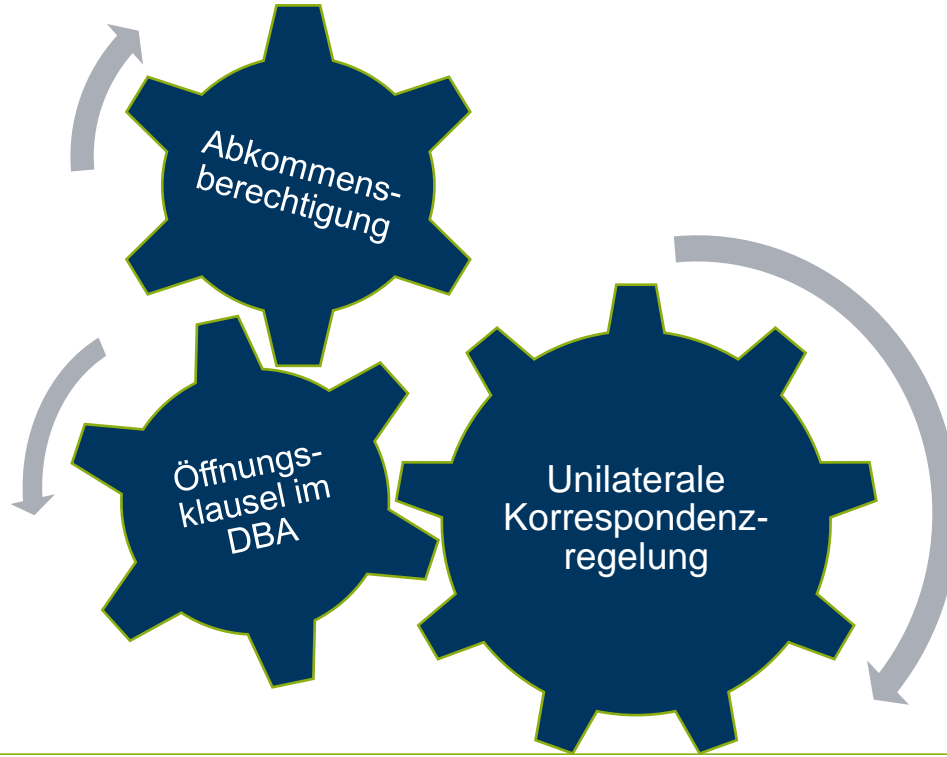 Abkommens-
berechtigung
Öffnungs-
klausel im
DBA
Unilaterale
Korrespondenz-
regelung